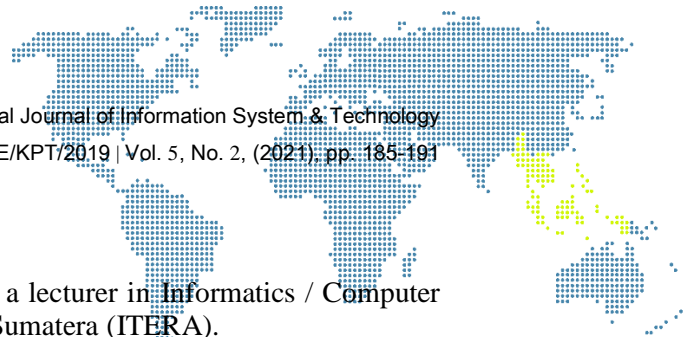 al Journal of Information System & Technology
E/KPT/2019 | Vol. 5, No. 2, (2021), pp. 185-191
a lecturer in Informatics / Computer
Sumatera (ITERA).